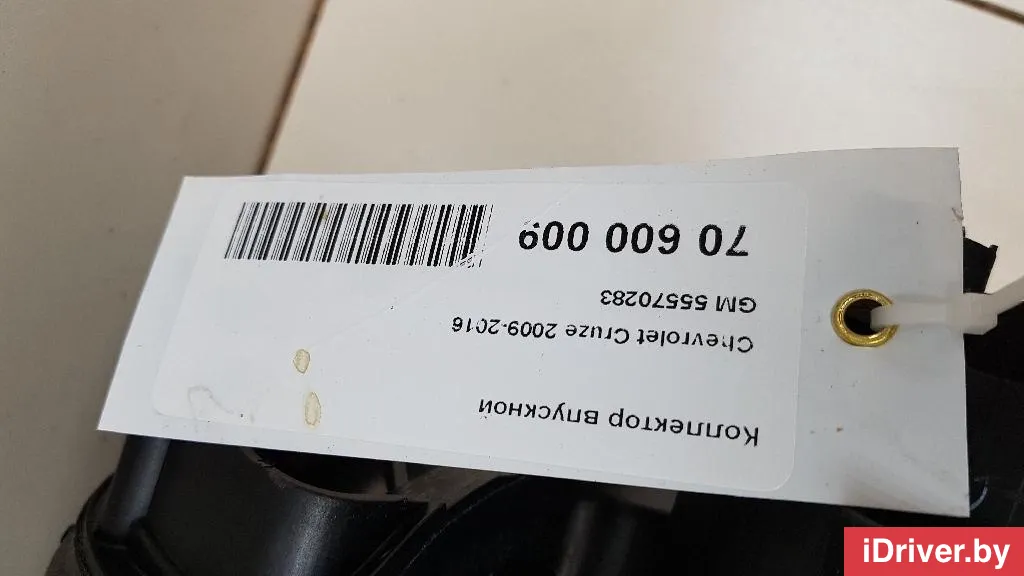 Коллектор впускной
Chevrolet Cruze 2009-2016
GM 55570283
70 600 009
iDriver.by